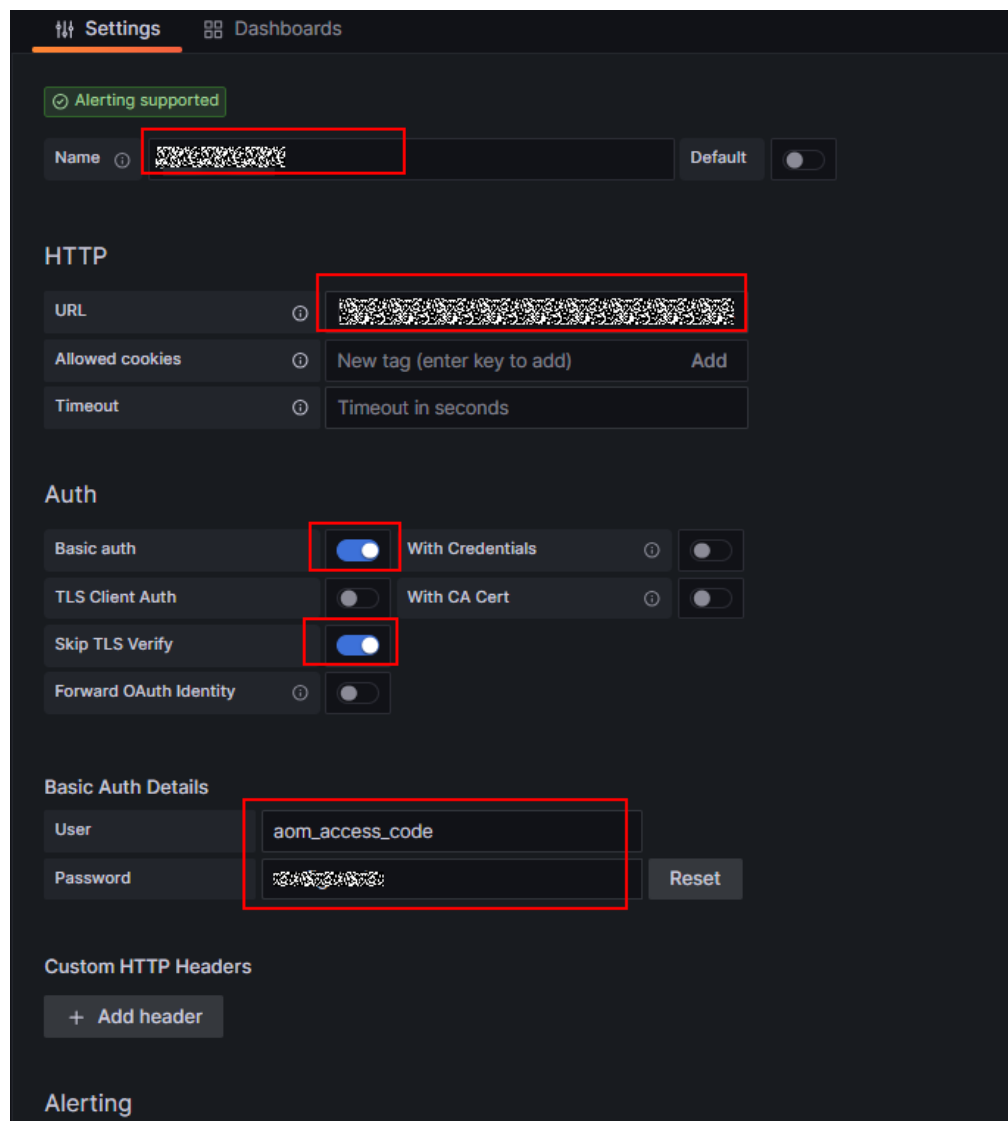 Settings Dashboards
Alerting supported
Name Default
HTTP
URL
Allowed cookies New tag (enter key to add) Add
Timeout Timeout in seconds
Auth
Basic auth With Credentials
TLS Client Auth With CA Cert
Skip TLS Verify
Forward OAuth Identity
Basic Auth Details
User aom_access_code
Password Reset
Custom HTTP Headers
+ Add header
Alerting